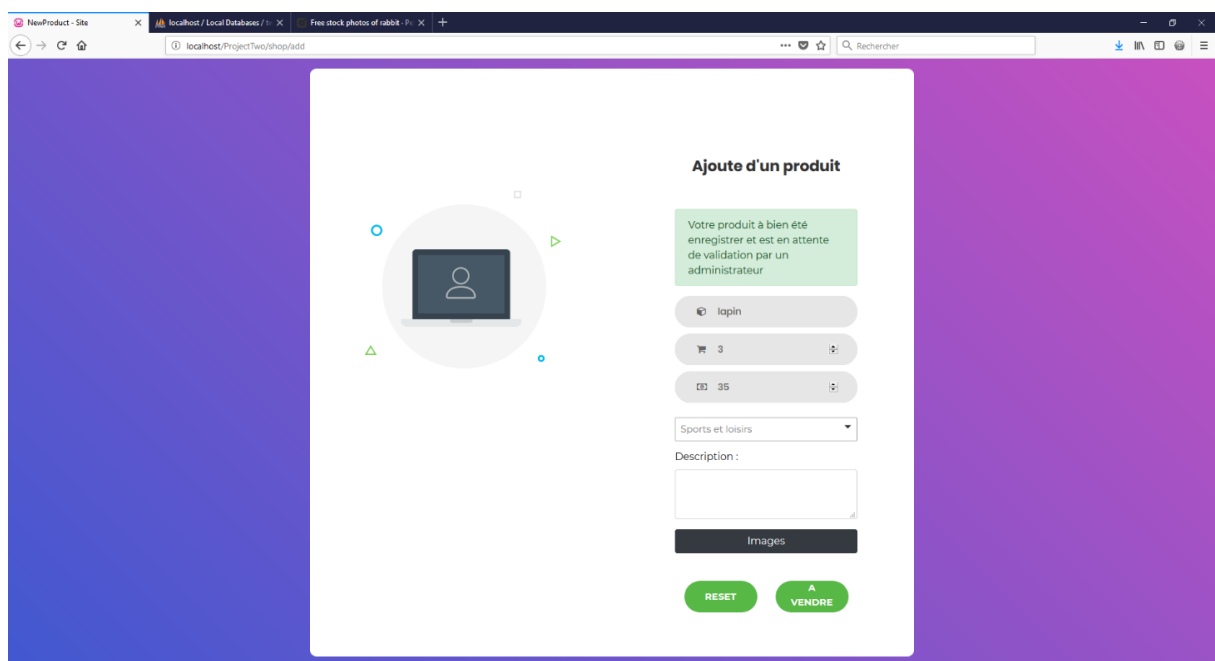 NewProduct - Site
localhost / Local Databases /
Free stock photos of rabbit
localhost/ProjectTwo/shop/add
Rechercher
Ajoute d'un produit
Votre produit à bien été
enregistrer et est en attente
de validation par un
administrateur
lapin
3
35
Sports et loisirs
Description :
Images
RESET
A
VENDRE